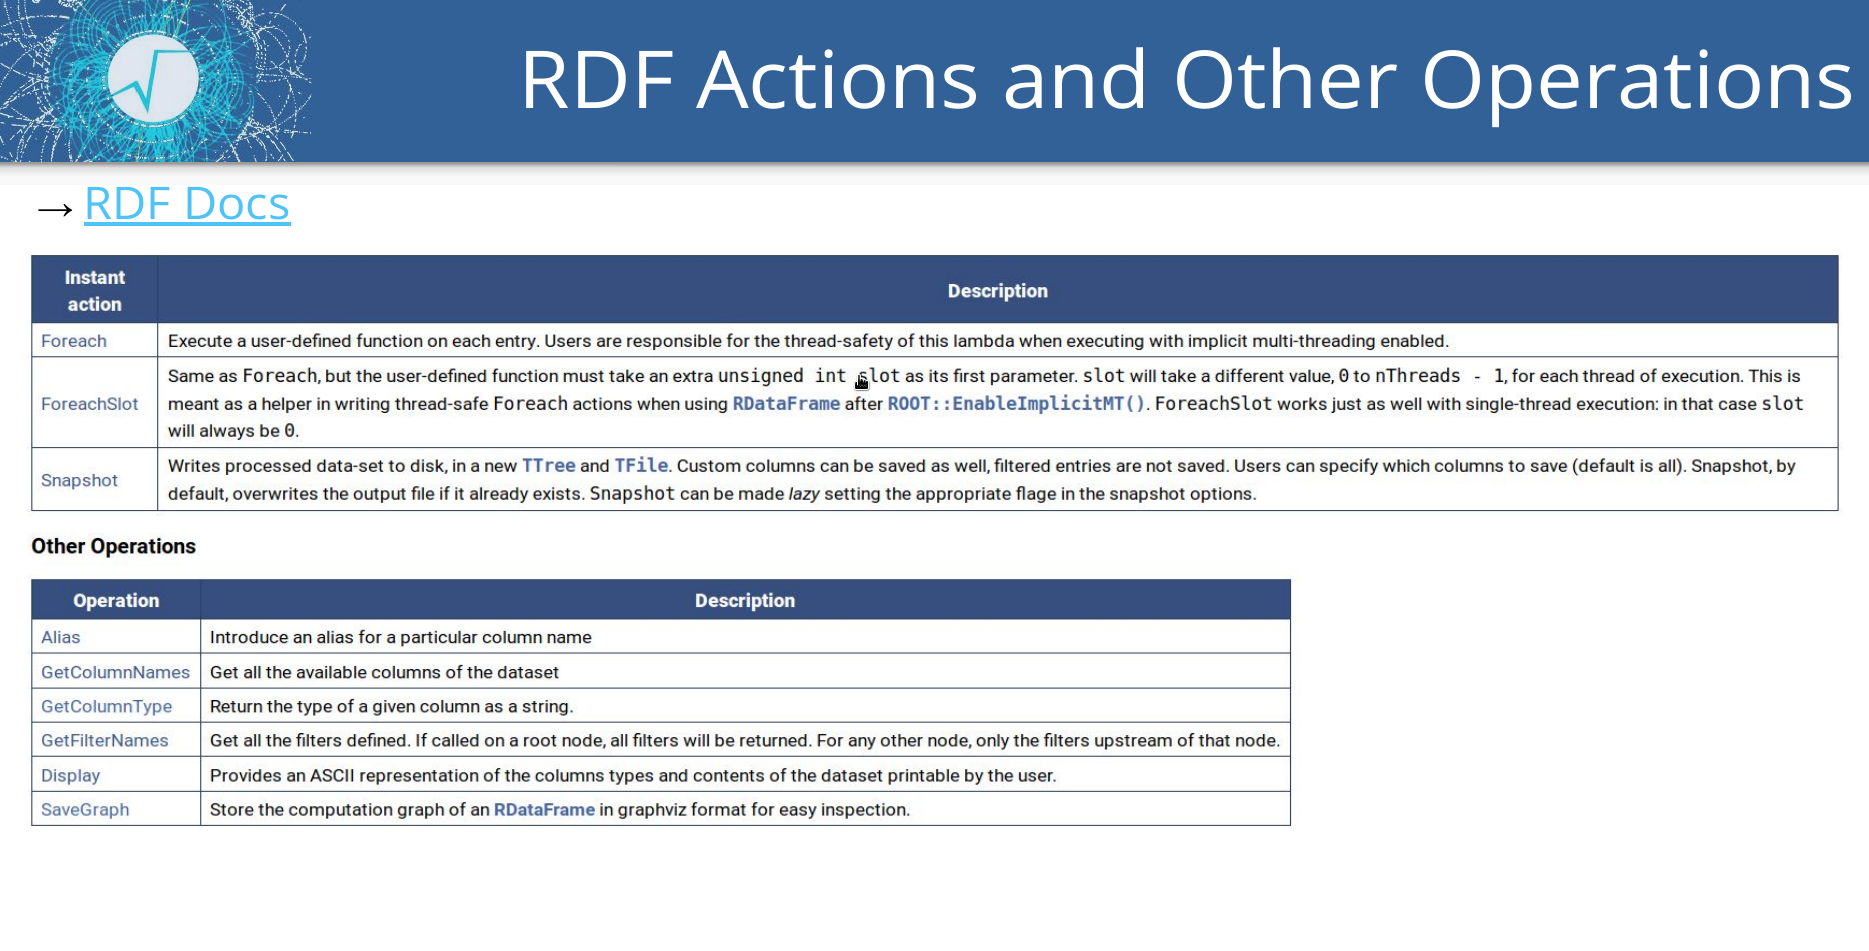 RDF Actions and Other Operations
→ RDF Docs
Instant
action
Description
Foreach
Execute a user-defined function on each entry. Users are responsible for the thread-safety of this lambda when executing with implicit multi-threading enabled.
ForeachSlot
Same as Foreach, but the user-defined function must take an extra unsigned int slot as its first parameter. slot will take a different value, 0 to nThreads - 1, for each thread of execution. This is
meant as a helper in writing thread-safe Foreach actions when using RDataFrame after ROOT::EnableImplicitMT(). ForeachSlot works just as well with single-thread execution: in that case slot
will always be 0.
Snapshot
Writes processed data-set to disk, in a new TTree and TFile. Custom columns can be saved as well, filtered entries are not saved. Users can specify which columns to save (default is all). Snapshot, by
default, overwrites the output file if it already exists. Snapshot can be made lazy setting the appropriate flage in the snapshot options.
Other Operations
Operation
Description
Alias
Introduce an alias for a particular column name
GetColumnNames
Get all the available columns of the dataset
GetColumnType
Return the type of a given column as a string.
GetFilterNames
Get all the filters defined. If called on a root node, all filters will be returned. For any other node, only the filters upstream of that node.
Display
Provides an ASCII representation of the columns types and contents of the dataset printable by the user.
SaveGraph
Store the computation graph of an RDataFrame in graphviz format for easy inspection.